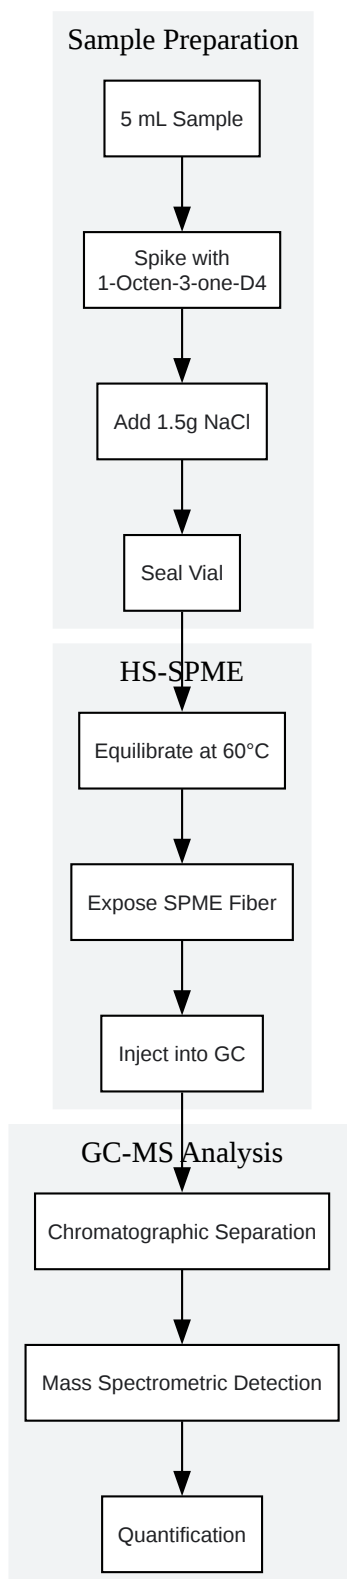 Sample Preparation
5 mL Sample
Spike with
1-Octen-3-one-D4
Add 1.5g NaCl
Seal Vial
HS-SPME
Equilibrate at 60°C
Expose SPME Fiber
Inject into GC
GC-MS Analysis
Chromatographic Separation
Mass Spectrometric Detection
Quantification